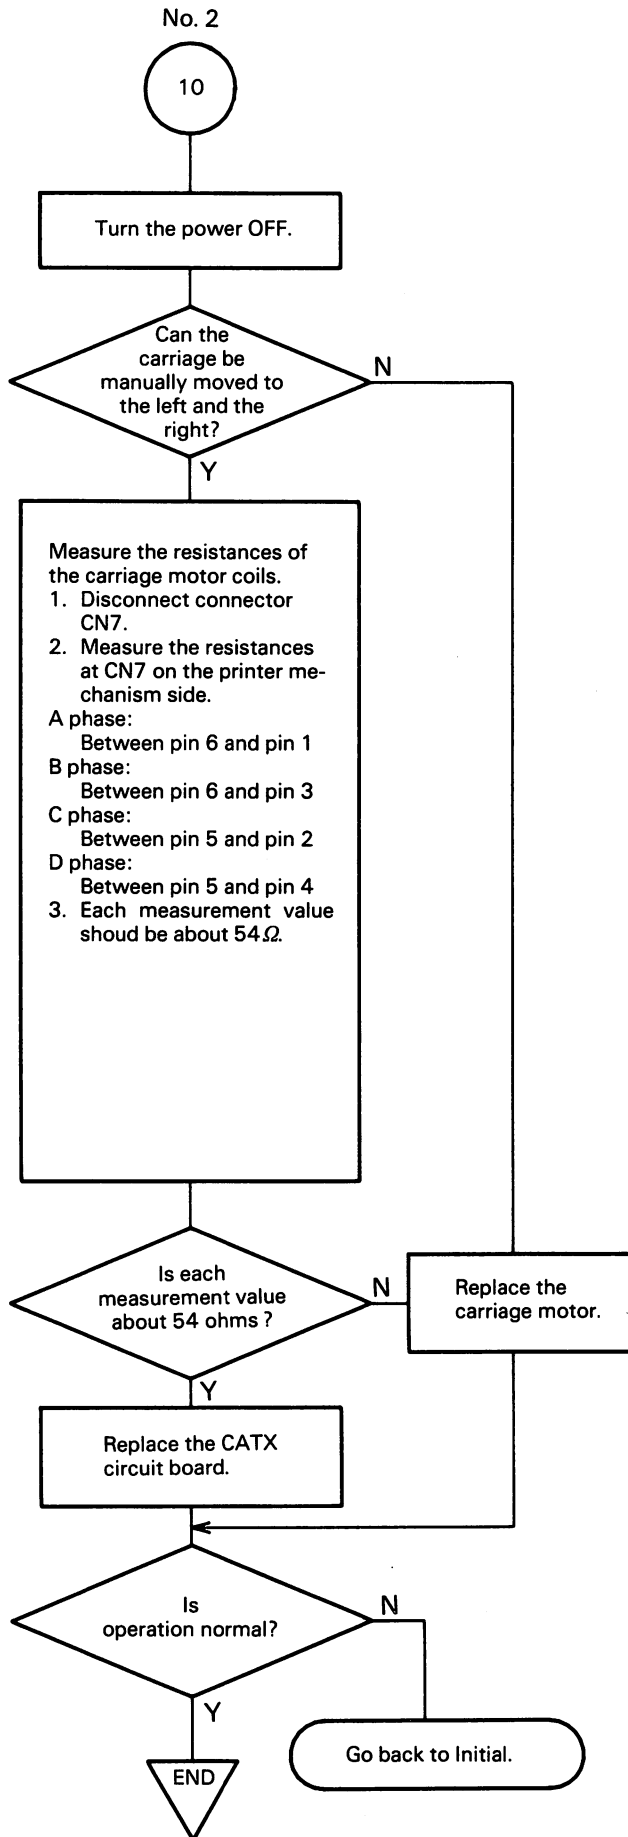 No. 2
10
Turn the power OFF.
Can the
carriage be
manually moved to
the left and the
right?
N
Y
Measure the resistances of
the carriage motor coils.
1. Disconnect connector
CN7.
2. Measure the resistances
at CN7 on the printer me-
chanism side.
A phase:
Between pin 6 and pin 1
B phase:
Between pin 6 and pin 3
C phase:
Between pin 5 and pin 2
D phase:
Between pin 5 and pin 4
3. Each measurement value
shoud be about 54Ω.
Is each
measurement value
about 54 ohms ?
N
Replace the
carriage motor.
Y
Replace the CATX
circuit board.
Is
operation normal?
N
Y
Go back to Initial.
END